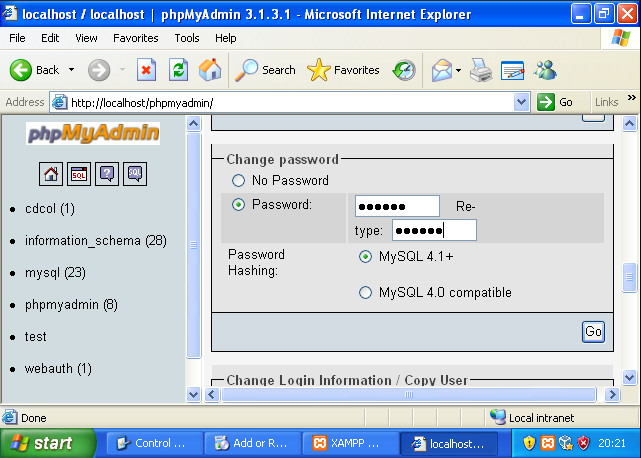 localhost / localhost | phpMyAdmin 3.1.3.1 - Microsoft Internet Explorer
File Edit View Favorites Tools Help
Back Search Favorites
Address http://localhost/phpmyadmin/ Go Links »
phpMyAdmin
SQL ? SQL
cdcol (1)
information_schema (28)
mysql (23)
phpmyadmin (8)
test
webauth (1)
Change password
No Password
Password: ●●●●●● Re-
type: ●●●●●●
Password
Hashing:
MySQL 4.1+
MySQL 4.0 compatible
Go
Change Login Information / Copy User
Done Local intranet
start Control ... Add or R... XAMPP ... localhost... 20:21